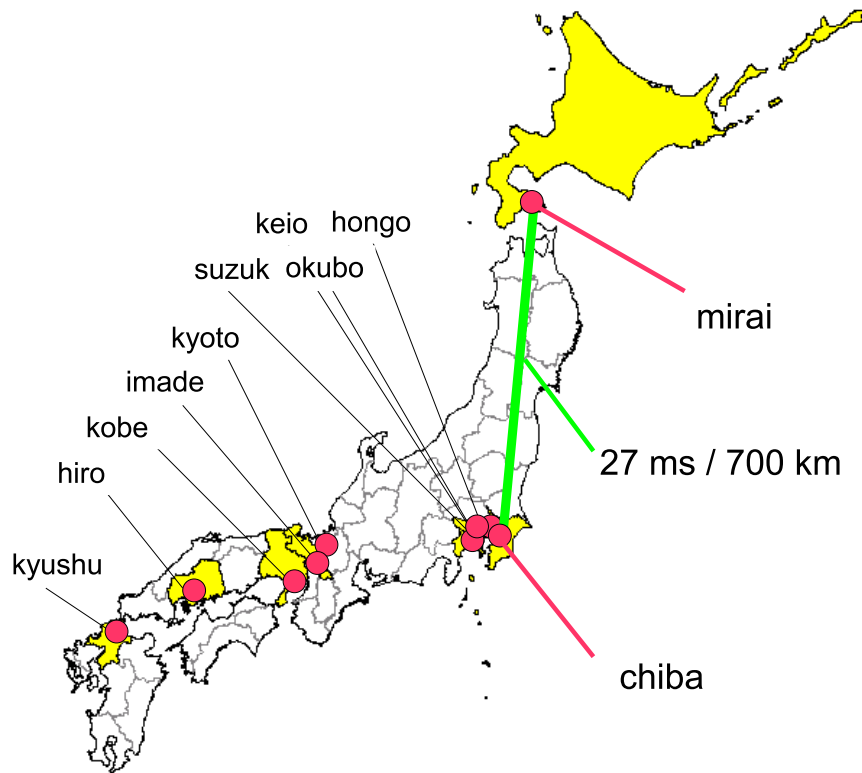 keio
hongo
suzuk
okubo
mirai
kyoto
imade
kobe
27 ms / 700 km
hiro
kyushu
chiba